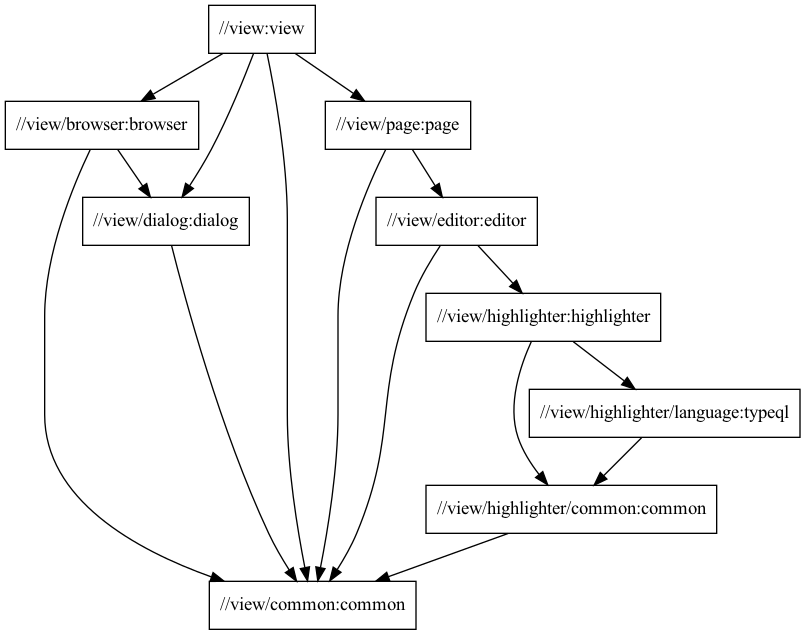 //view:view
//view/browser:browser
//view/page:page
//view/dialog:dialog
//view/editor:editor
//view/highlighter:highlighter
//view/highlighter/language:typeql
//view/highlighter/common:common
//view/common:common